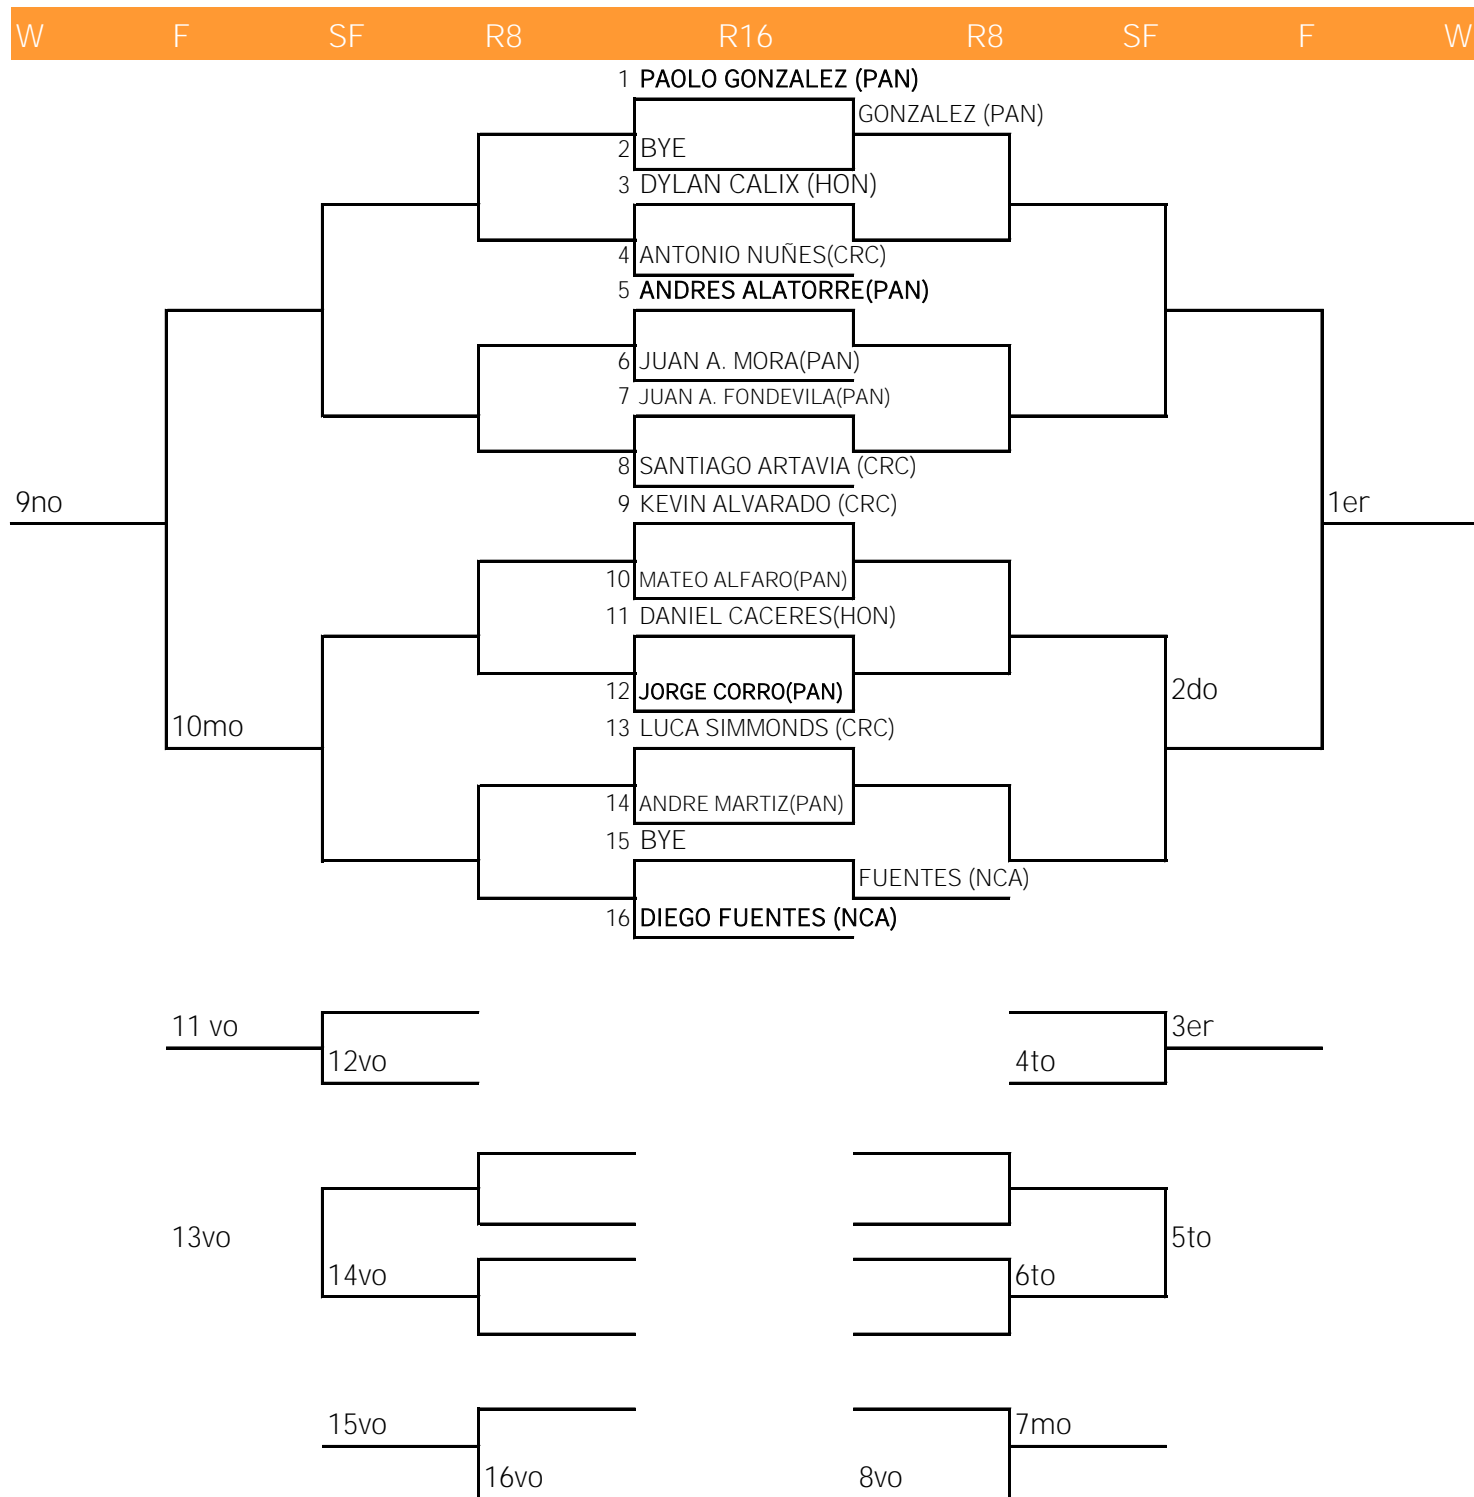 W F SF R8 R16 R8 SF F W
1 PAOLO GONZALEZ (PAN)
GONZALEZ (PAN)
2 BYE
3 DYLAN CALIX (HON)
4 ANTONIO NUÑES(CRC)
5 ANDRES ALATORRE(PAN)
6 JUAN A. MORA(PAN)
7 JUAN A. FONDEVILA(PAN)
8 SANTIAGO ARTAVIA (CRC)
9no 9 KEVIN ALVARADO (CRC) 1er
10 MATEO ALFARO(PAN)
11 DANIEL CACERES(HON)
12 JORGE CORRO(PAN) 2do
10mo 13 LUCA SIMMONDS (CRC)
14 ANDRE MARTIZ(PAN)
15 BYE
FUENTES (NCA)
16 DIEGO FUENTES (NCA)
11 vo 3er
12vo 4to
13vo 5to
14vo 6to
15vo 7mo
16vo 8vo